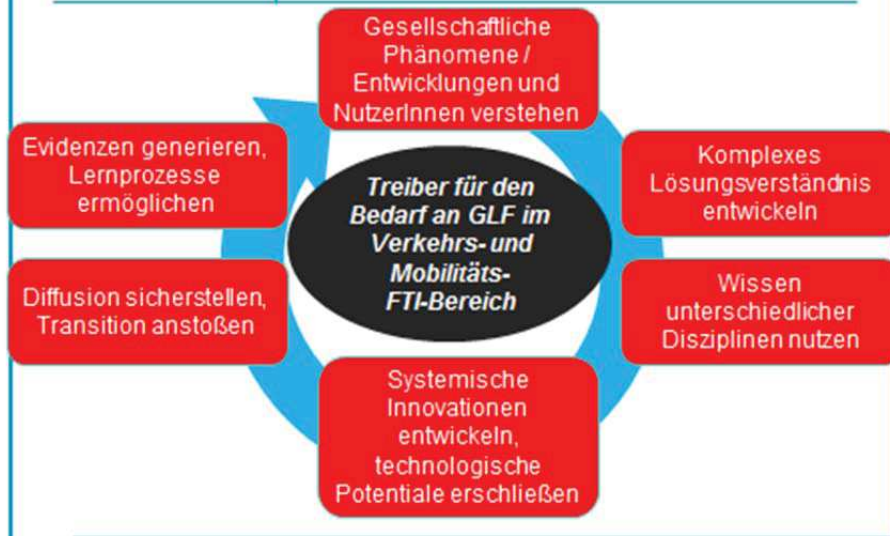 Gesellschaftliche
Phänomene /
Entwicklungen und
NutzerInnen verstehen
Komplexes
Lösungsverständnis
entwickeln
Wissen
unterschiedlicher
Disziplinen nutzen
Systemische
Innovationen
entwickeln,
technologische
Potentiale erschließen
Diffusion sicherstellen,
Transition anstoßen
Evidenzen generieren,
Lernprozesse
ermöglichen
Treiber für den
Bedarf an GLF im
Verkehrs- und
Mobilitäts-
FTI-Bereich